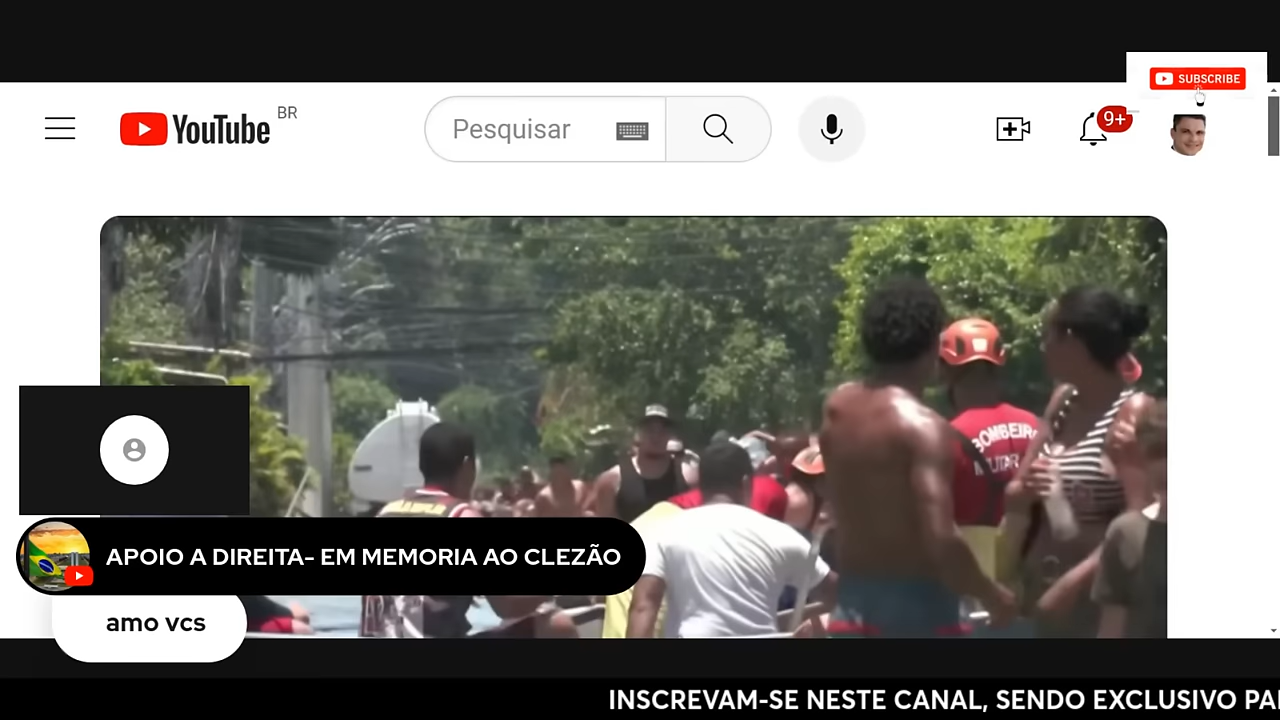 SUBSCRIBE
YouTube BR
Pesquisar
9+
BOMBEIRO
MILITAR
APOIO A DIREITA- EM MEMORIA AO CLEZÃO
amo vcs
INSCREVAM-SE NESTE CANAL, SENDO EXCLUSIVO PA